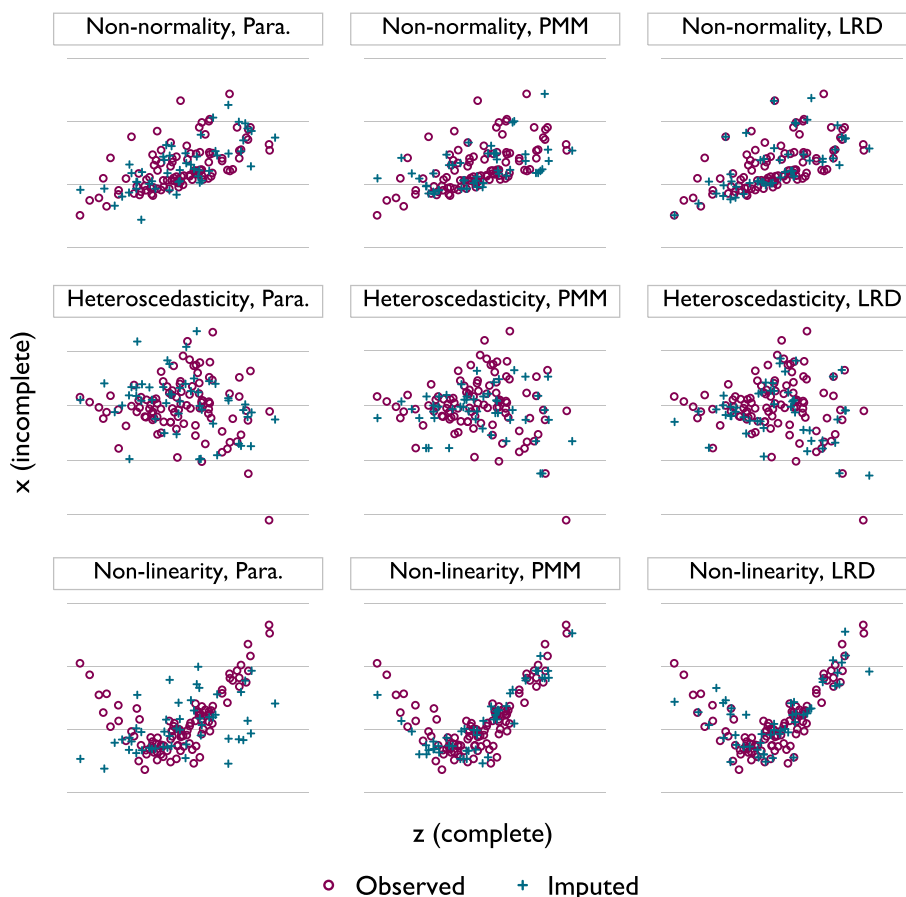 Non-normality, Para.
Non-normality, PMM
Non-normality, LRD
Heteroscedasticity, Para.
Heteroscedasticity, PMM
Heteroscedasticity, LRD
x (incomplete)
Non-linearity, Para.
Non-linearity, PMM
Non-linearity, LRD
z (complete)
Observed
Imputed